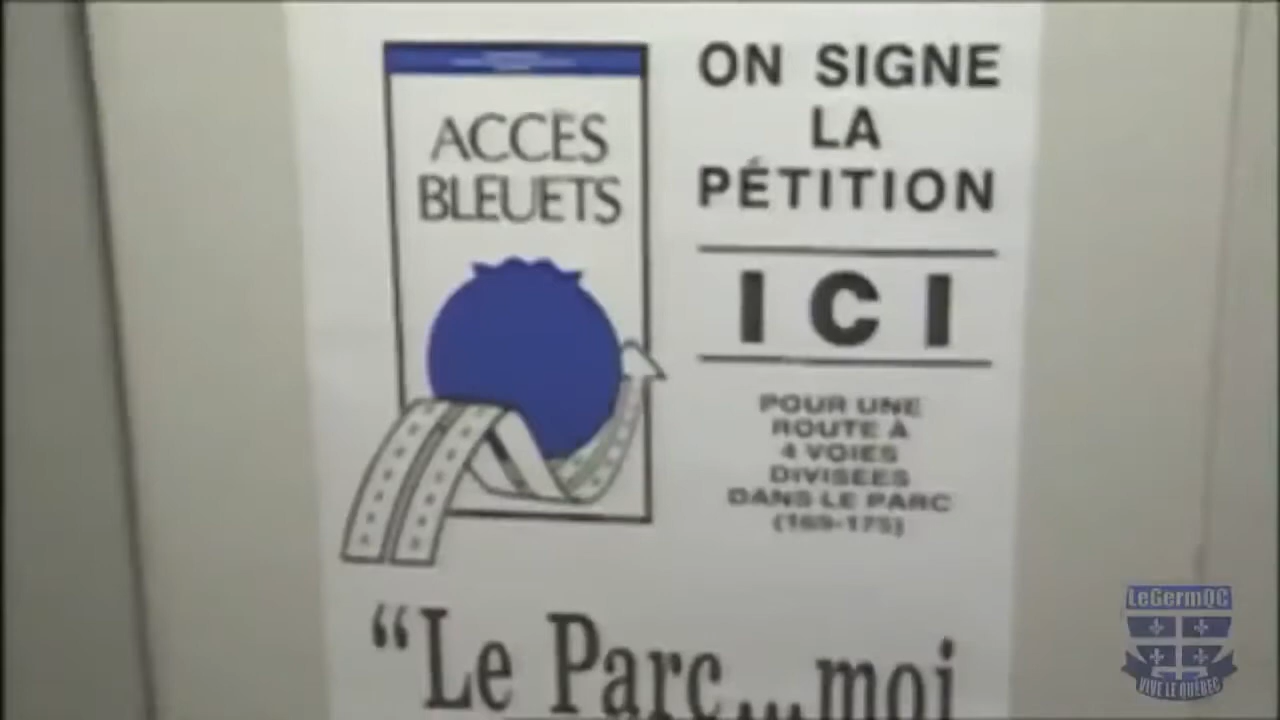 ACCÈS
BLEUETS
ON SIGNE
LA
PÉTITION
ICI
POUR UNE
ROUTE À
4 VOIES
DIVISÉES
DANS LE PARC
(169-175)
"Le Parc...moi
LeGermQC
VIVE LE QUÉBEC